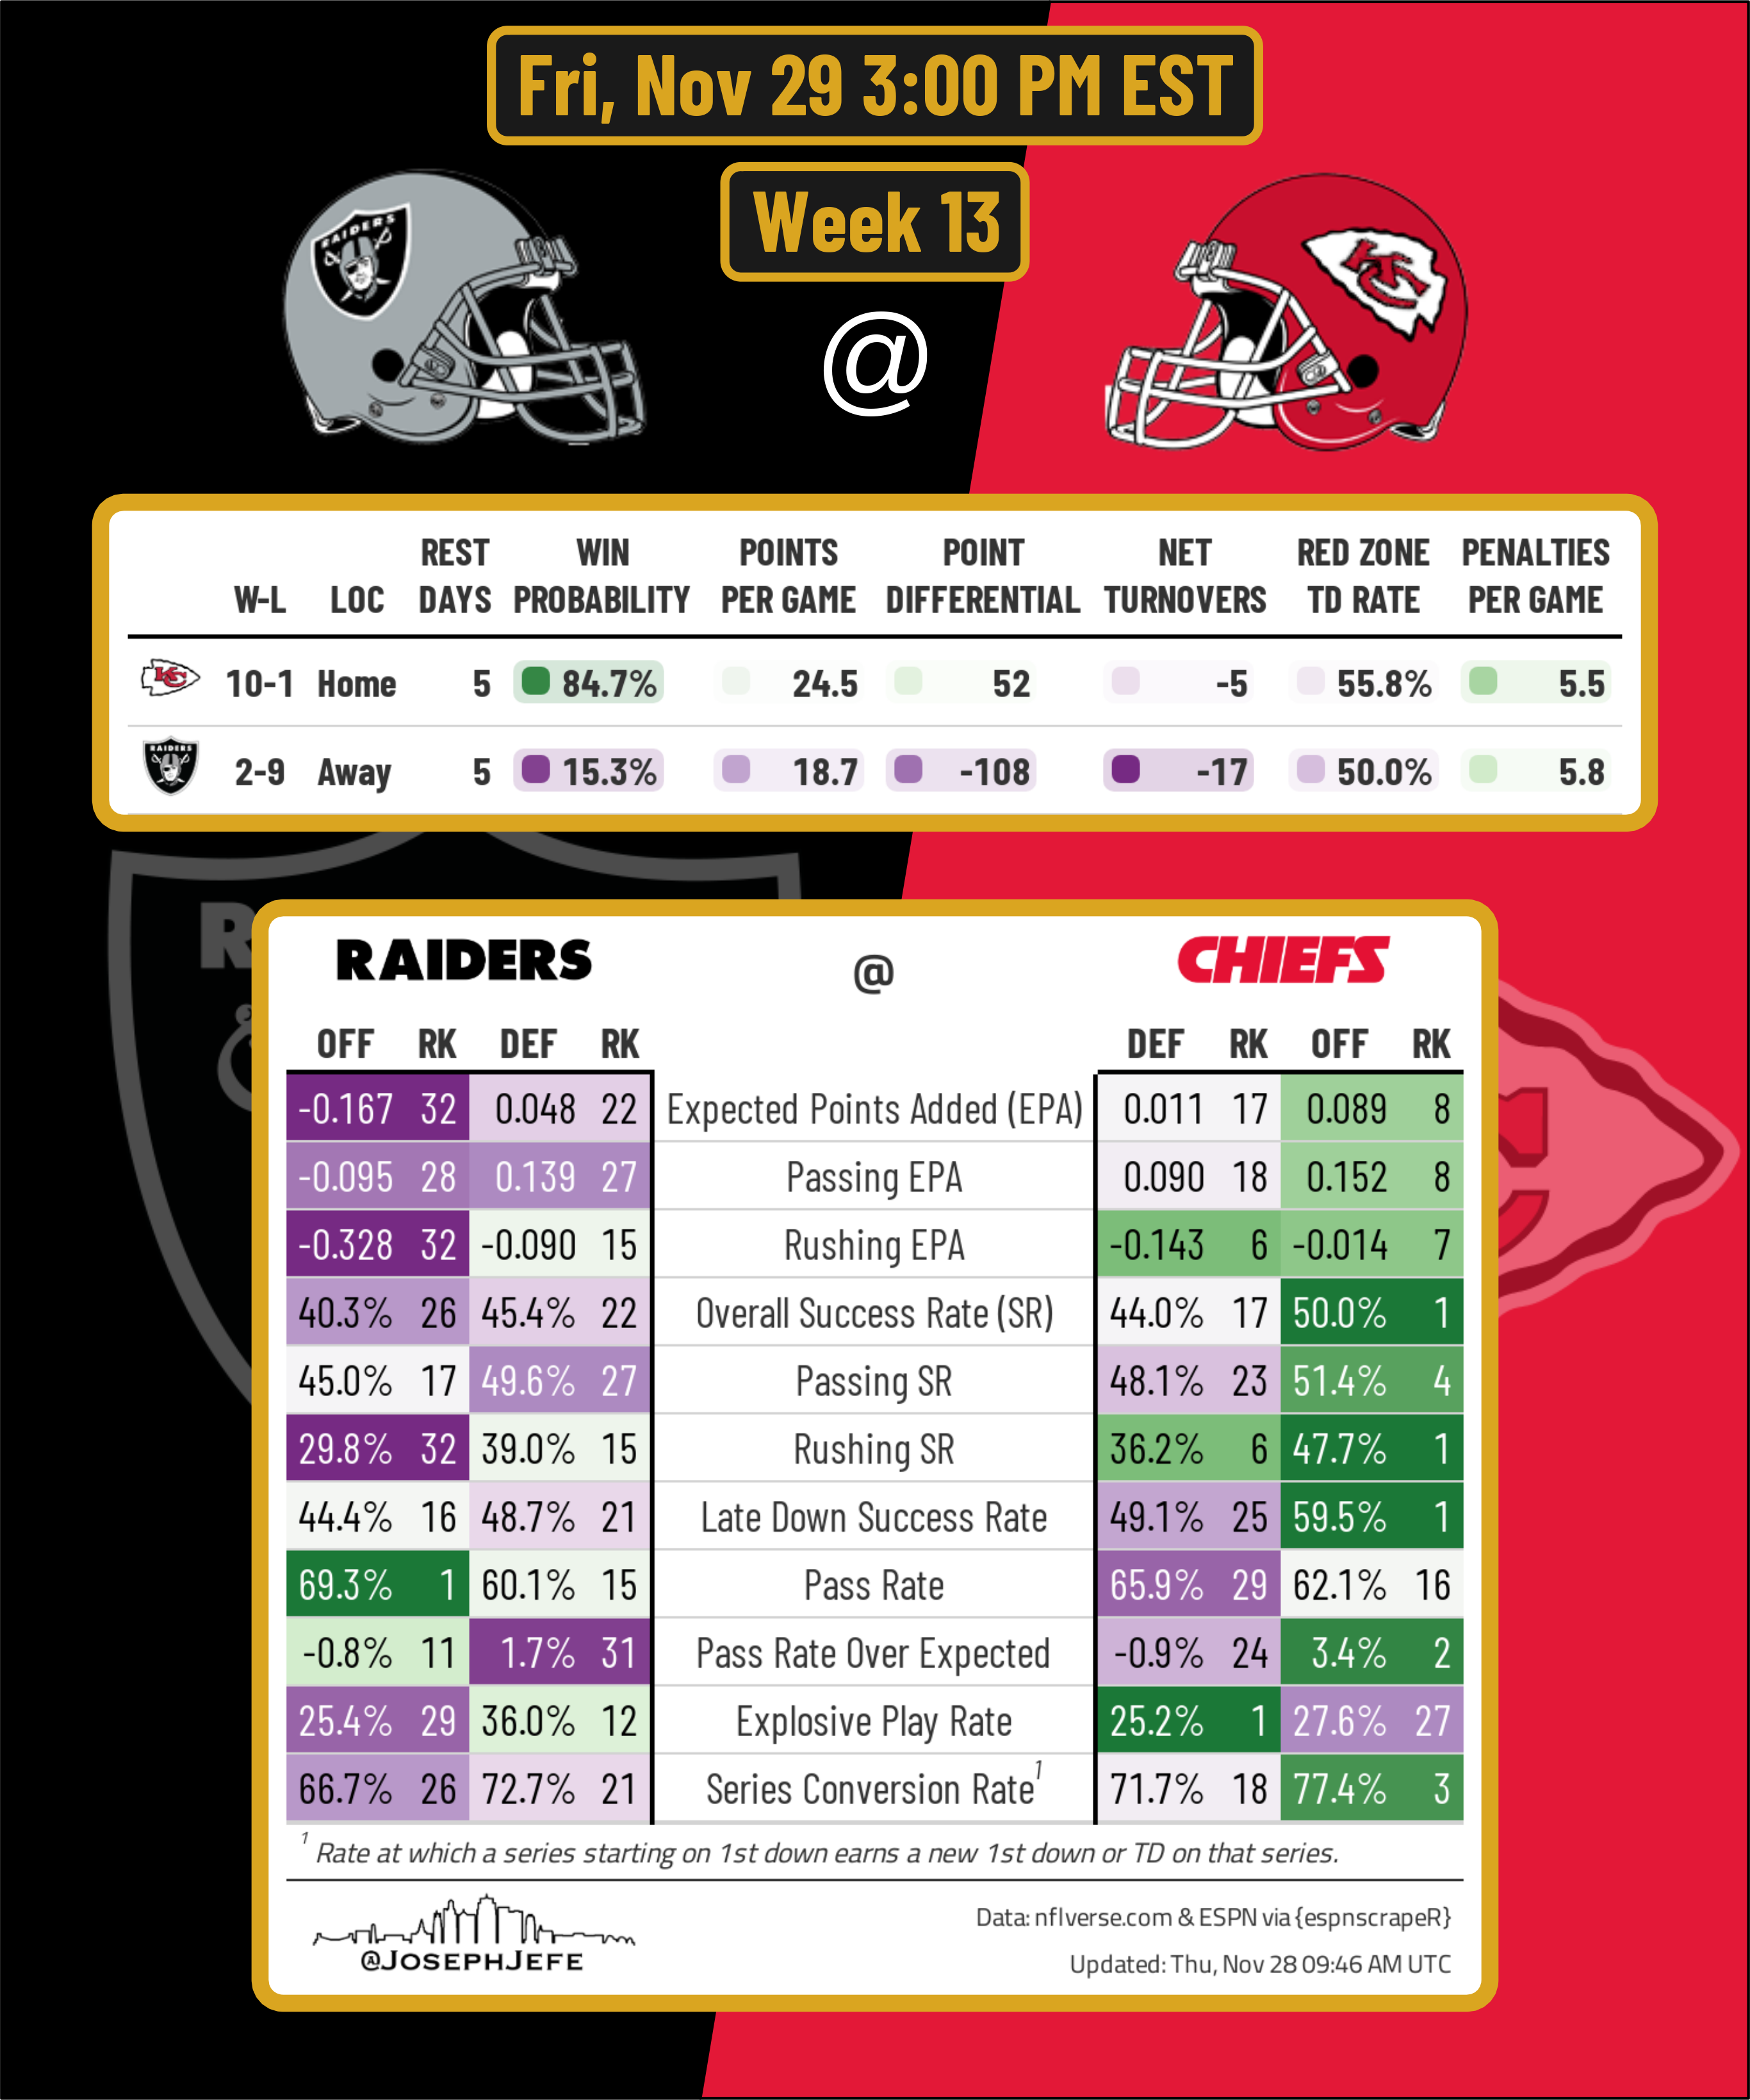 Fri, Nov 29 3:00 PM EST
Week 13
RAIDERS
KC
@
REST WIN POINTS POINT NET RED ZONE PENALTIES
W-L LOC DAYS PROBABILITY PER GAME DIFFERENTIAL TURNOVERS TD RATE PER GAME
KC 10-1 Home 5 84.7% 24.5 52 -5 55.8% 5.5
RAIDERS 2-9 Away 5 15.3% 18.7 -108 -17 50.0% 5.8
RAIDERS @ CHIEFS
OFF RK DEF RK DEF RK OFF RK
-0.167 32 0.048 22 Expected Points Added (EPA) 0.011 17 0.089 8
-0.095 28 0.139 27 Passing EPA 0.090 18 0.152 8
-0.328 32 -0.090 15 Rushing EPA -0.143 6 -0.014 7
40.3% 26 45.4% 22 Overall Success Rate (SR) 44.0% 17 50.0% 1
45.0% 17 49.6% 27 Passing SR 48.1% 23 51.4% 4
29.8% 32 39.0% 15 Rushing SR 36.2% 6 47.7% 1
44.4% 16 48.7% 21 Late Down Success Rate 49.1% 25 59.5% 1
69.3% 1 60.1% 15 Pass Rate 65.9% 29 62.1% 16
-0.8% 11 1.7% 31 Pass Rate Over Expected -0.9% 24 3.4% 2
25.4% 29 36.0% 12 Explosive Play Rate 25.2% 1 27.6% 27
66.7% 26 72.7% 21 Series Conversion Rate¹ 71.7% 18 77.4% 3
¹ Rate at which a series starting on 1st down earns a new 1st down or TD on that series.
@JOSEPHJEFE
Data: nflverse.com & ESPN via {espnscrapeR}
Updated: Thu, Nov 28 09:46 AM UTC